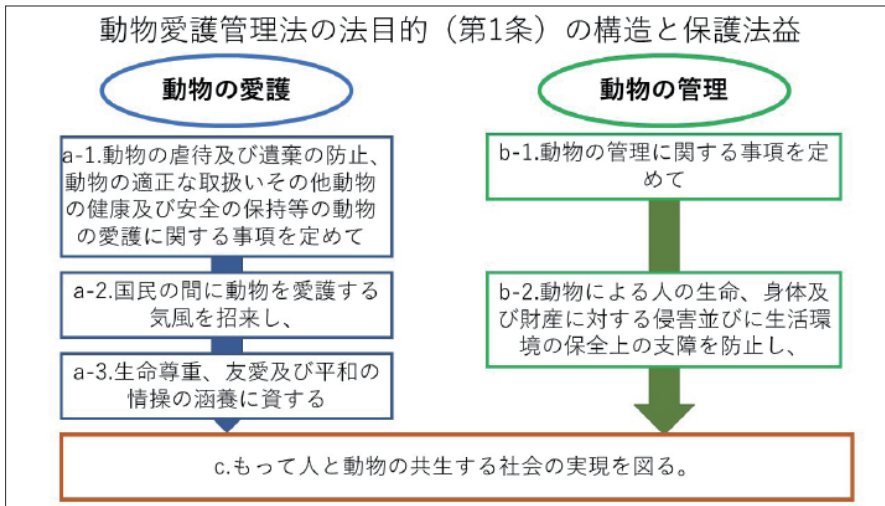 動物愛護管理法の法目的（第1条）の構造と保護法益
動物の愛護
a-1.動物の虐待及び遺棄の防止、
動物の適正な取扱いその他動物
の健康及び安全の保持等の動物
の愛護に関する事項を定めて
a-2.国民の間に動物を愛護する
気風を招来し、
a-3.生命尊重、友愛及び平和の
情操の涵養に資する
動物の管理
b-1.動物の管理に関する事項を定
めて
b-2.動物による人の生命、身体及
び財産に対する侵害並びに生活環
境の保全上の支障を防止し、
c.もって人と動物の共生する社会の実現を図る。